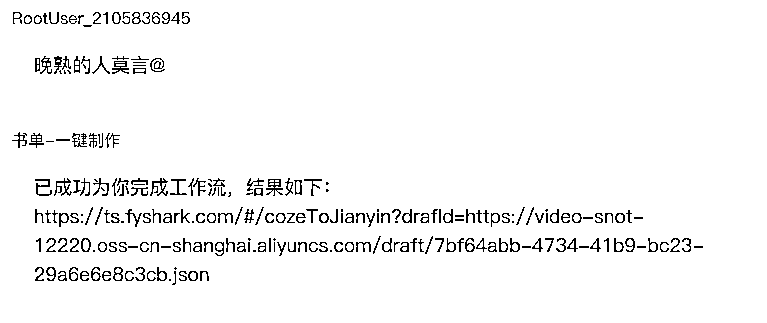 RootUser_2105836945
晚熟的人莫言@
书单-一键制作
已成功为你完成工作流，结果如下：
https://ts.fyshark.com/#/cozeToJianyin?drafId=https://video-snot-
12220.oss-cn-shanghai.aliyuncs.com/draft/7bf64abb-4734-41b9-bc23-
29a6e6e8c3cb.json